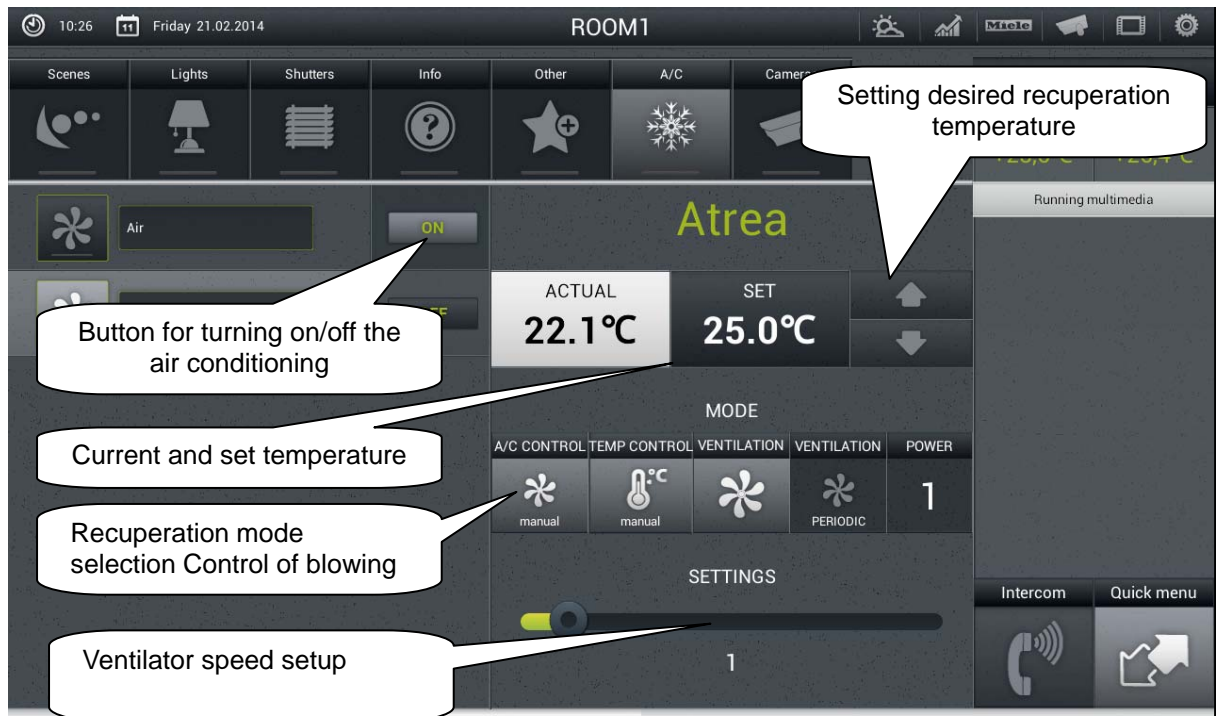 10:26 11 Friday 21.02.2014 ROOM1 Miele
Scenes Lights Shutters Info Other A/C
Setting desired recuperation
temperature
Running multimedia
Air ON
Atrea
ACTUAL SET
22.1°C 25.0°C
Button for turning on/off the
air conditioning
Current and set temperature
MODE
A/C CONTROL TEMP CONTROL VENTILATION VENTILATION POWER
°C
1
manual manual PERIODIC
Recuperation mode
selection Control of blowing
SETTINGS
Ventilator speed setup
1
Intercom Quick menu